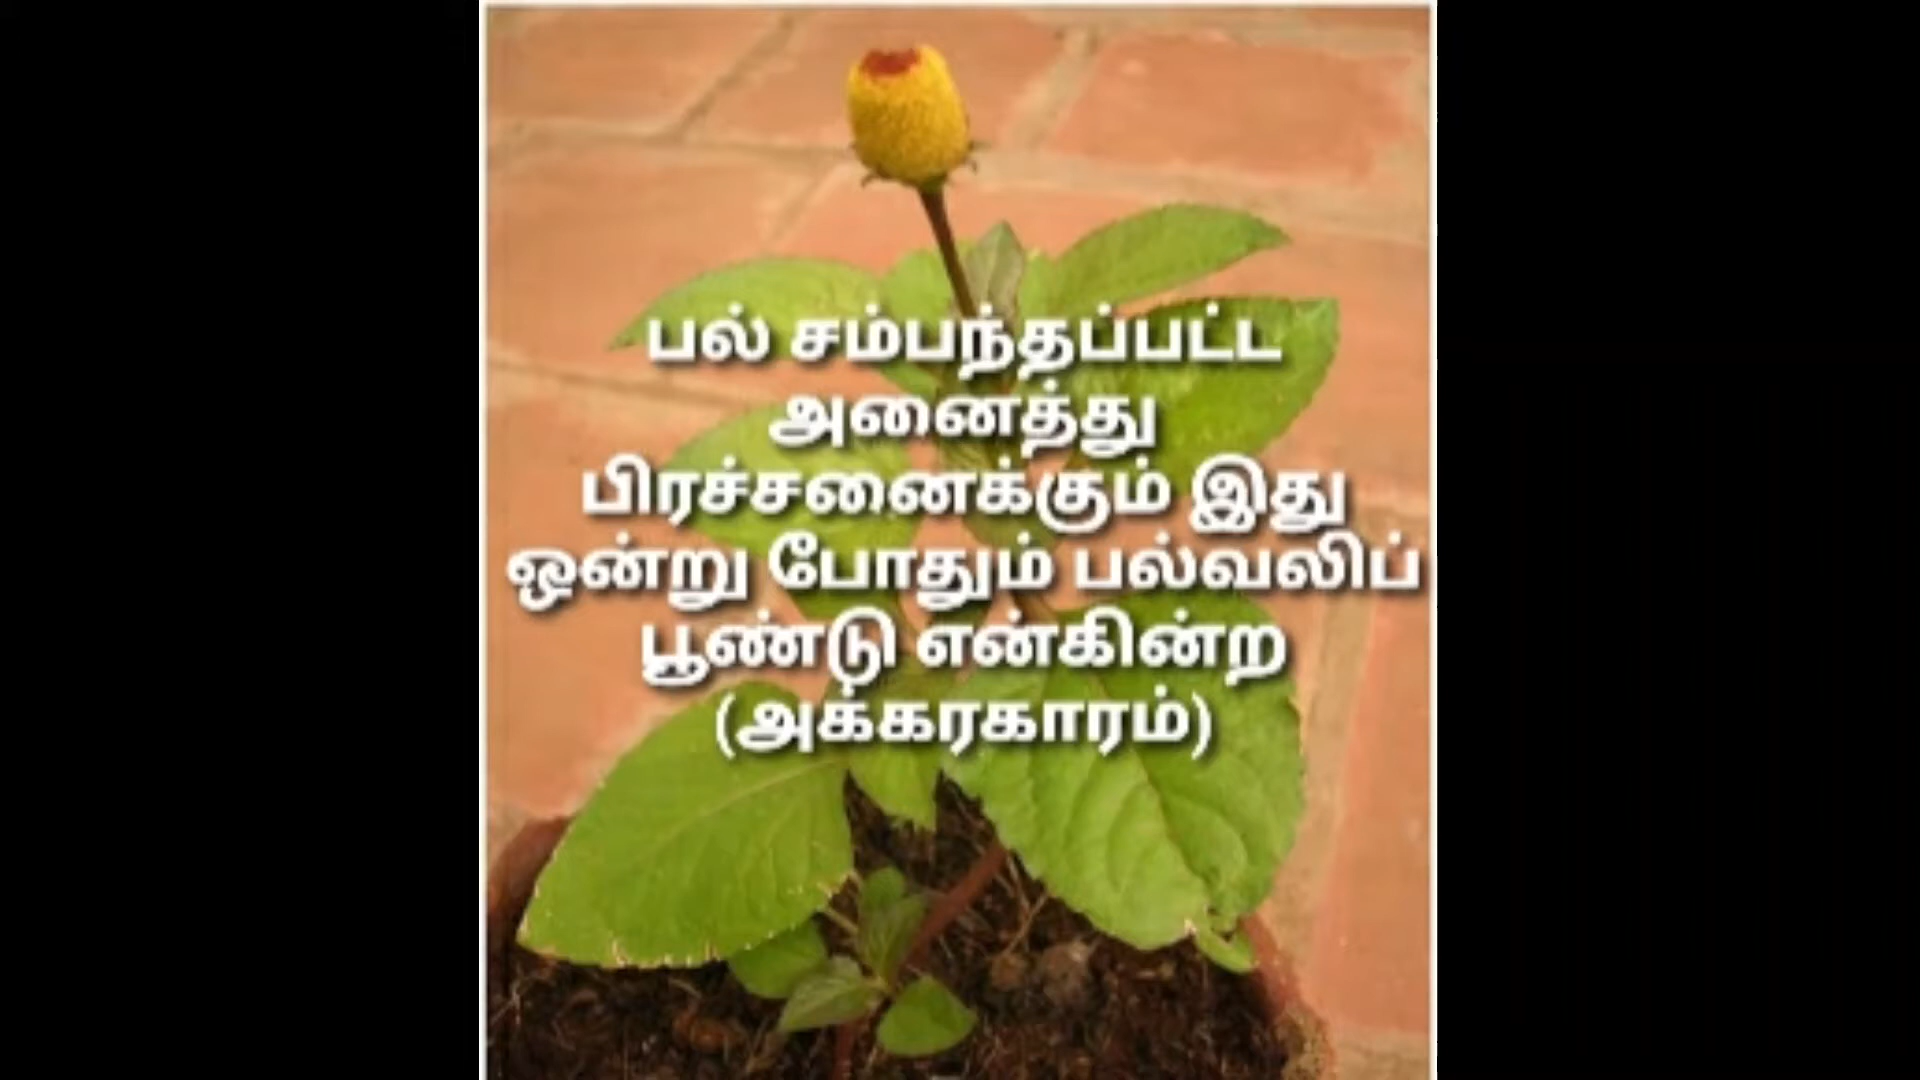 பல் சம்பந்தப்பட்ட
அனைத்து
பிரச்சனைக்கும் இது
ஒன்று போதும் பல்வலிப்
பூண்டு என்கின்ற
(அக்கரகாரம்)